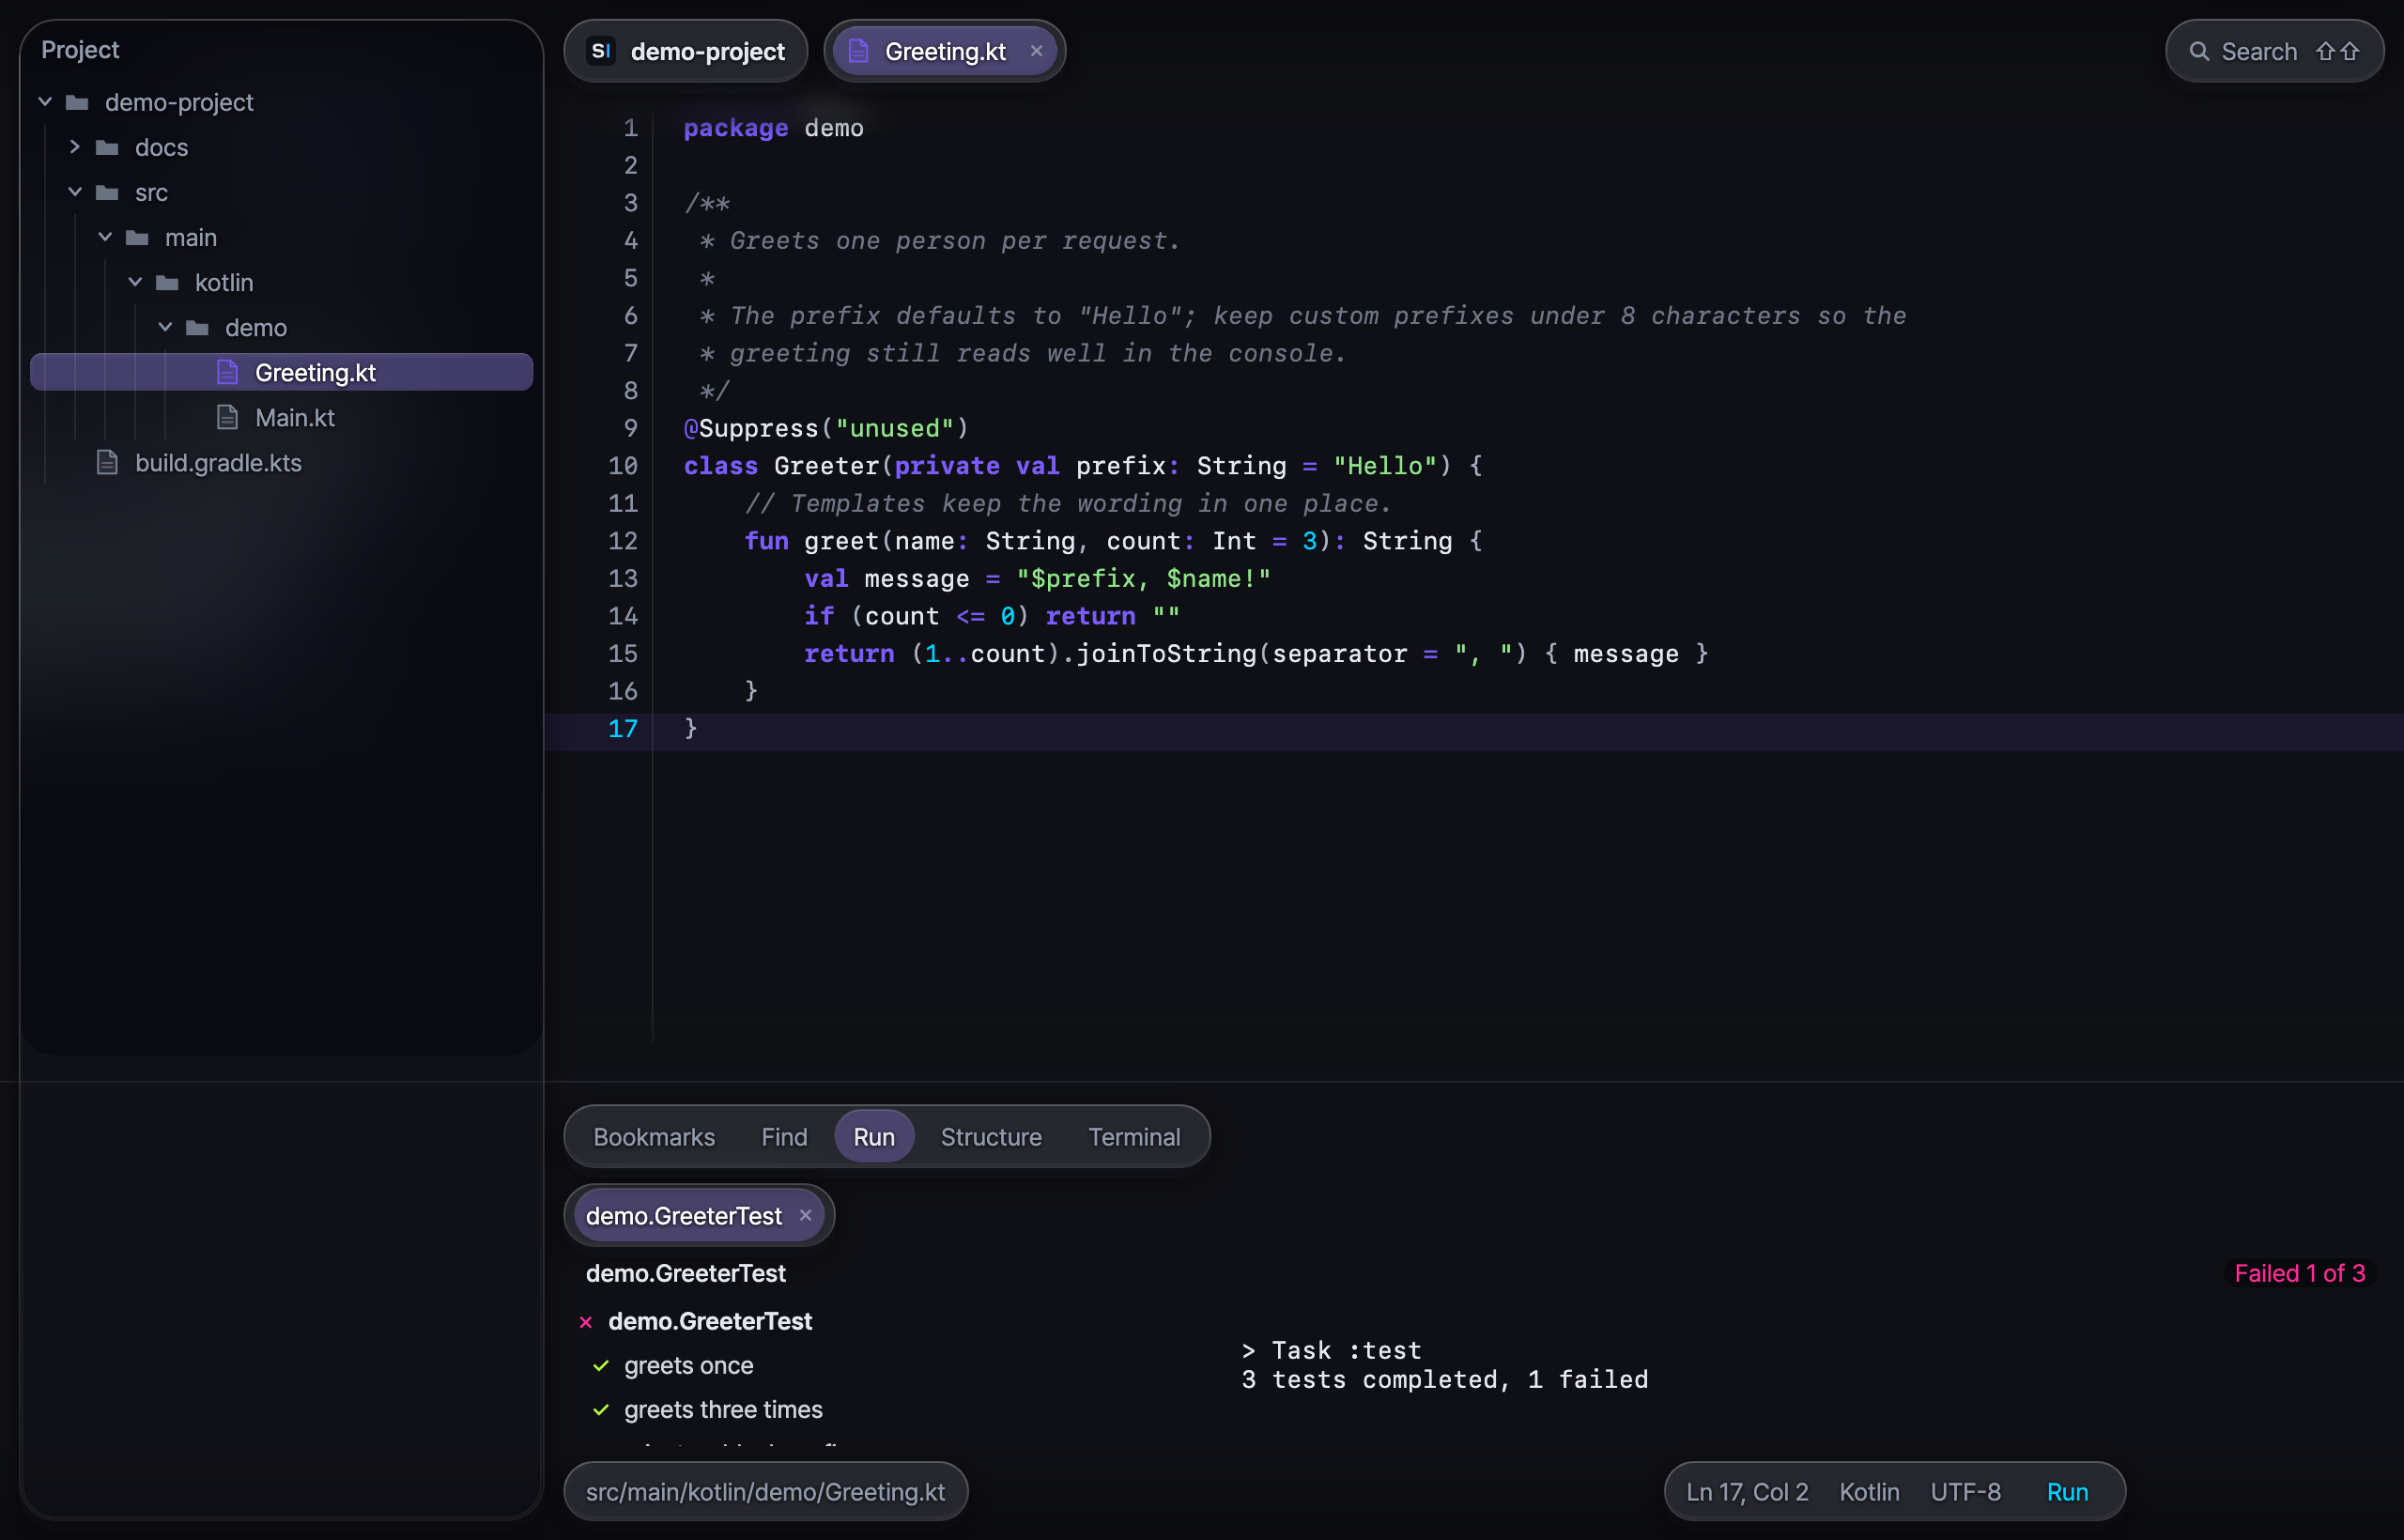 Project
demo-project
docs
src
main
kotlin
demo
Greeting.kt
Main.kt
build.gradle.kts
SI demo-project
Greeting.kt ×
Search ⇧⇧
1 package demo
2
3 /**
4  * Greets one person per request.
5  *
6  * The prefix defaults to "Hello"; keep custom prefixes under 8 characters so the
7  * greeting still reads well in the console.
8  */
9 @Suppress("unused")
10 class Greeter(private val prefix: String = "Hello") {
11     // Templates keep the wording in one place.
12     fun greet(name: String, count: Int = 3): String {
13         val message = "$prefix, $name!"
14         if (count <= 0) return ""
15         return (1..count).joinToString(separator = ", ") { message }
16     }
17 }
Bookmarks Find Run Structure Terminal
demo.GreeterTest ×
demo.GreeterTest
Failed 1 of 3
× demo.GreeterTest
✓ greets once
✓ greets three times
> Task :test
3 tests completed, 1 failed
src/main/kotlin/demo/Greeting.kt
Ln 17, Col 2 Kotlin UTF-8 Run